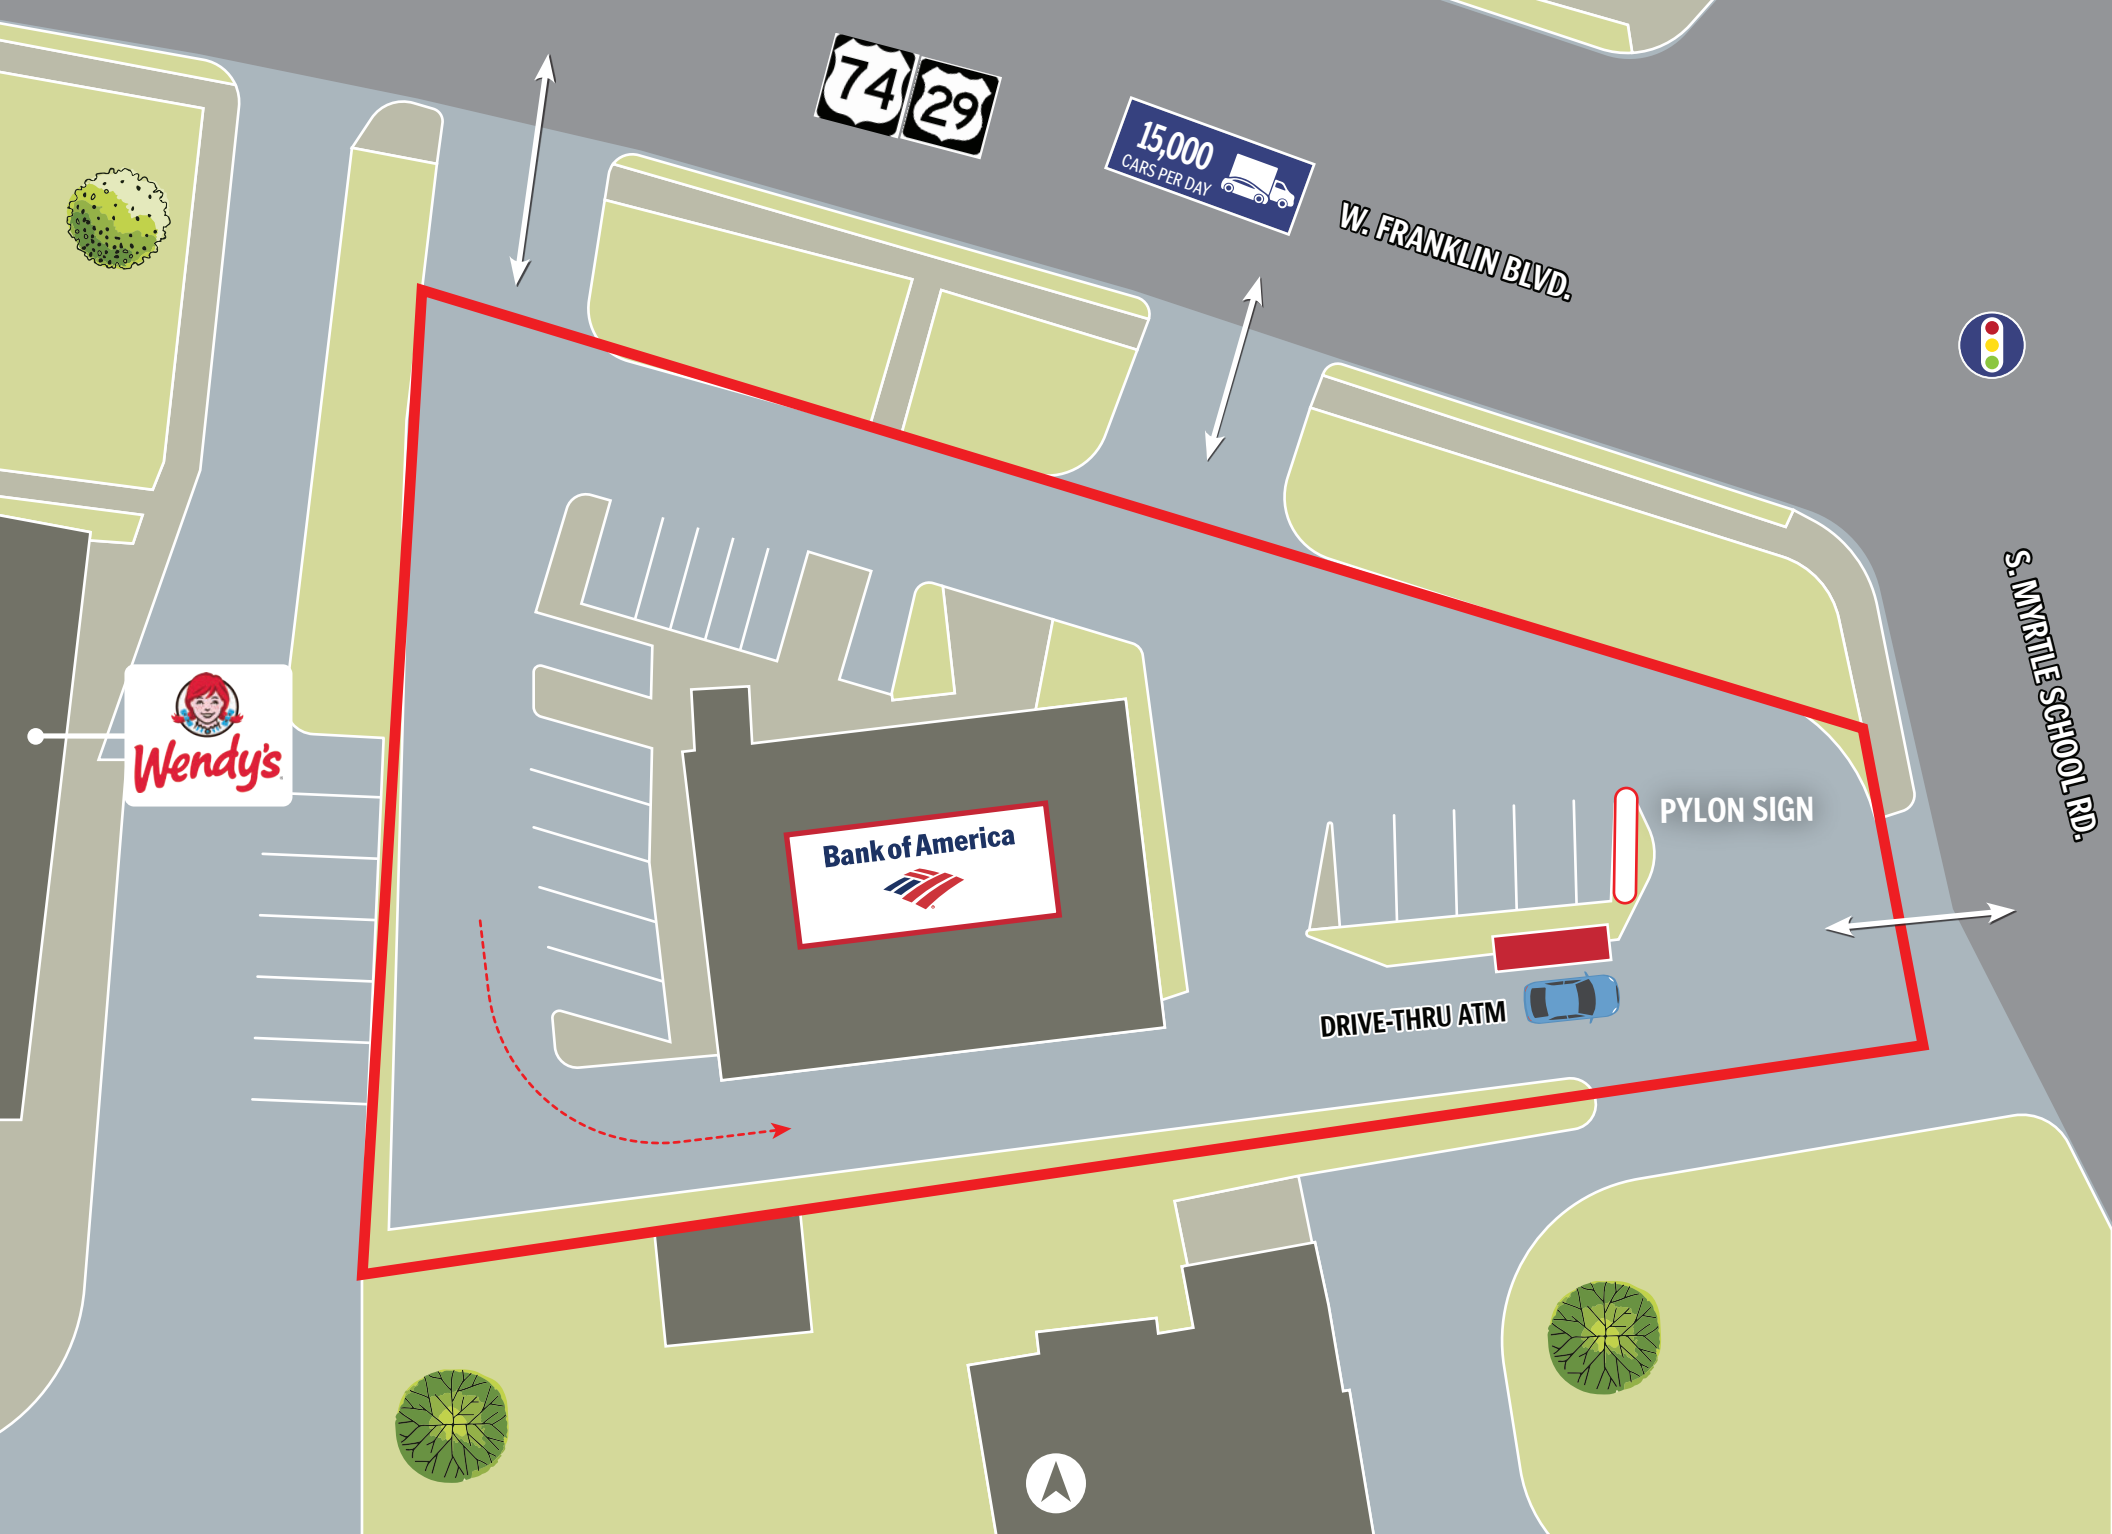 74
29
15,000
CARS PER DAY
W. FRANKLIN BLVD.
S. MYRTLE SCHOOL RD.
Wendy's
Bank of America
PYLON SIGN
DRIVE-THRU ATM